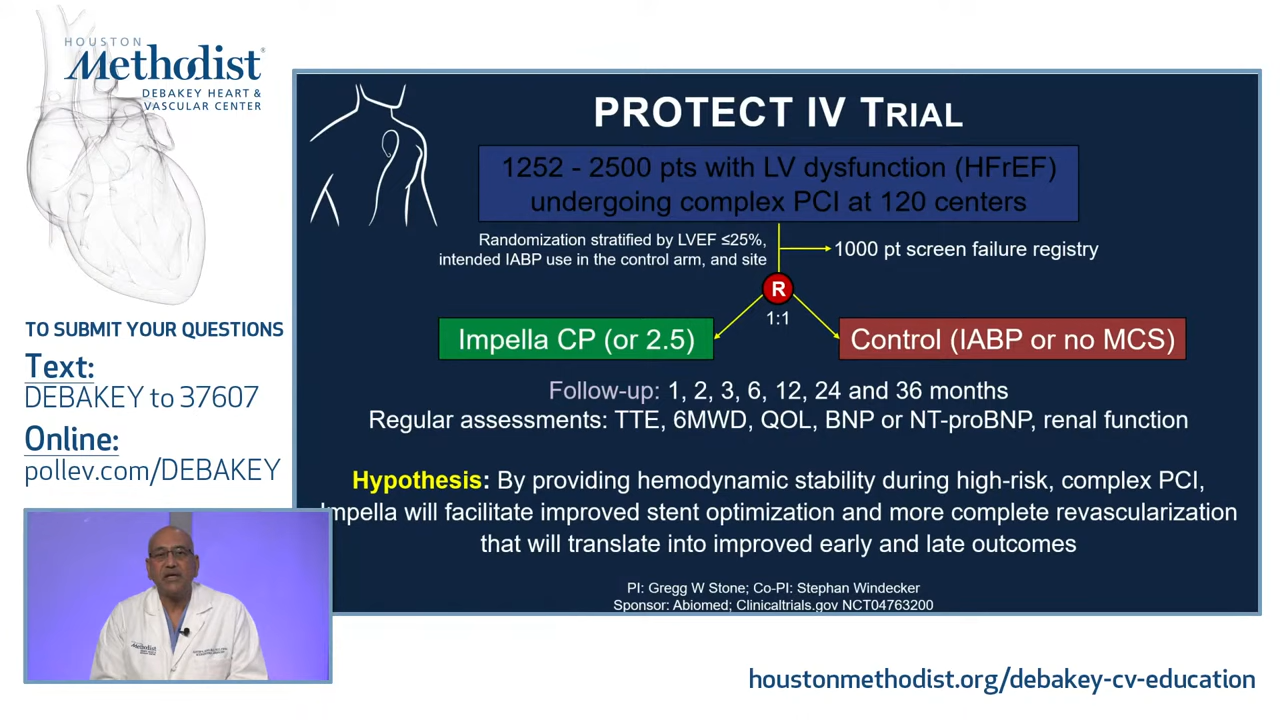 HOUSTON
Methodist®
DEBAKEY HEART &
VASCULAR CENTER
TO SUBMIT YOUR QUESTIONS
Text:
DEBAKEY to 37607
Online:
pollev.com/DEBAKEY
PROTECT IV TRIAL
1252 - 2500 pts with LV dysfunction (HFrEF)
undergoing complex PCI at 120 centers
Randomization stratified by LVEF ≤25%,
intended IABP use in the control arm, and site
1000 pt screen failure registry
R
1:1
Impella CP (or 2.5)
Control (IABP or no MCS)
Follow-up: 1, 2, 3, 6, 12, 24 and 36 months
Regular assessments: TTE, 6MWD, QOL, BNP or NT-proBNP, renal function
Hypothesis: By providing hemodynamic stability during high-risk, complex PCI,
Impella will facilitate improved stent optimization and more complete revascularization
that will translate into improved early and late outcomes
PI: Gregg W Stone; Co-PI: Stephan Windecker
Sponsor: Abiomed; Clinicaltrials.gov NCT04763200
Methodist
houstonmethodist.org/debakey-cv-education